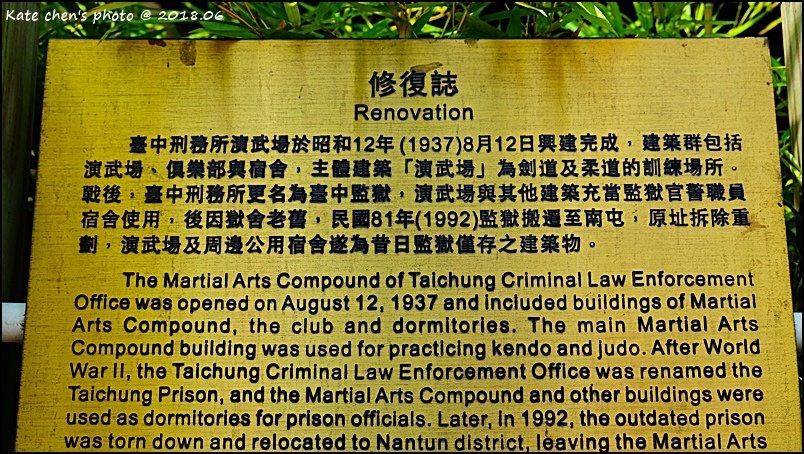 Kate chen's photo @ 2018.06
修復誌
Renovation
臺中刑務所演武場於昭和12年(1937)8月12日興建完成，建築群包括
演武場、俱樂部與宿舍，主體建築「演武場」為劍道及柔道的訓練場所。
戰後，臺中刑務所更名為臺中監獄，演武場與其他建築充當監獄官警職員
宿舍使用，後因獄舍老舊，民國81年(1992)監獄搬遷至南屯，原址拆除重
劃，演武場及周邊公用宿舍遂為昔日監獄僅存之建築物。
The Martial Arts Compound of Taichung Criminal Law Enforcement
Office was opened on August 12, 1937 and included buildings of Martial
Arts Compound, the club and dormitories. The main Martial Arts
Compound building was used for practicing kendo and judo. After World
War II, the Taichung Criminal Law Enforcement Office was renamed the
Taichung Prison, and the Martial Arts Compound and other buildings were
used as dormitories for prison officials. Later, in 1992, the outdated prison
was torn down and relocated to Nantun district, leaving the Martial Arts